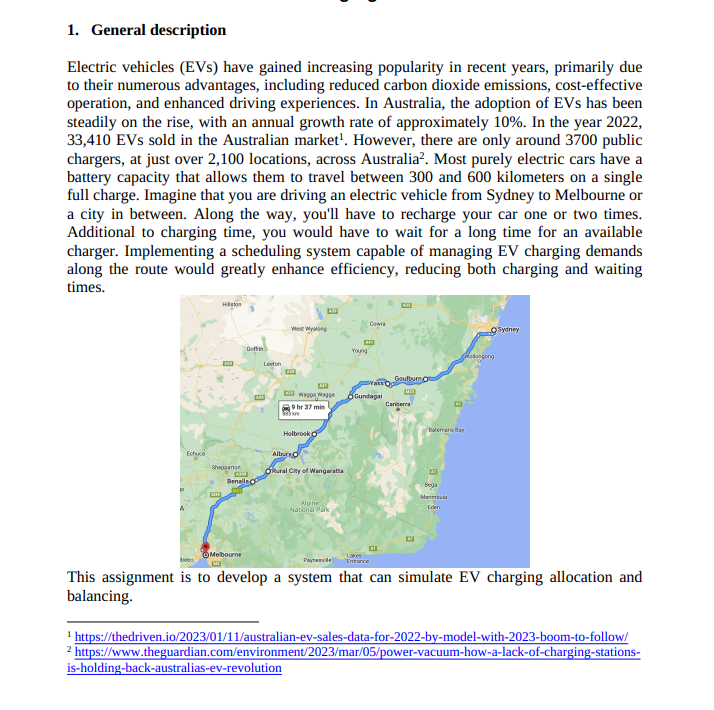 1. General description
Electric vehicles (EVs) have gained increasing popularity in recent years, primarily due
to their numerous advantages, including reduced carbon dioxide emissions, cost-effective
operation, and enhanced driving experiences. In Australia, the adoption of EVs has been
steadily on the rise, with an annual growth rate of approximately 10%. In the year 2022,
33,410 EVs sold in the Australian market¹. However, there are only around 3700 public
chargers, at just over 2,100 locations, across Australia². Most purely electric cars have a
battery capacity that allows them to travel between 300 and 600 kilometers on a single
full charge. Imagine that you are driving an electric vehicle from Sydney to Melbourne or
a city in between. Along the way, you'll have to recharge your car one or two times.
Additional to charging time, you would have to wait for a long time for an available
charger. Implementing a scheduling system capable of managing EV charging demands
along the route would greatly enhance efficiency, reducing both charging and waiting
times.
Hillston
West Wyalong
Cowra
Sydney
Griffith
Young
Wollongong
Leeton
Goulburn
Yass
Wagga Wagga
Gundagai
Canberra
9 hr 37 min
883 km
Holbrook
Batemans Bay
Echuca
Albury
Shepparton
Rural City of Wangaratta
Benalla
Bega
Merimbula
Alpine
National Park
Eden
Melbourne
Paynesville
Lakes
Entrance
This assignment is to develop a system that can simulate EV charging allocation and
balancing.
¹ https://thedriven.io/2023/01/11/australian-ev-sales-data-for-2022-by-model-with-2023-boom-to-follow/
² https://www.theguardian.com/environment/2023/mar/05/power-vacuum-how-a-lack-of-charging-stations-
is-holding-back-australias-ev-revolution